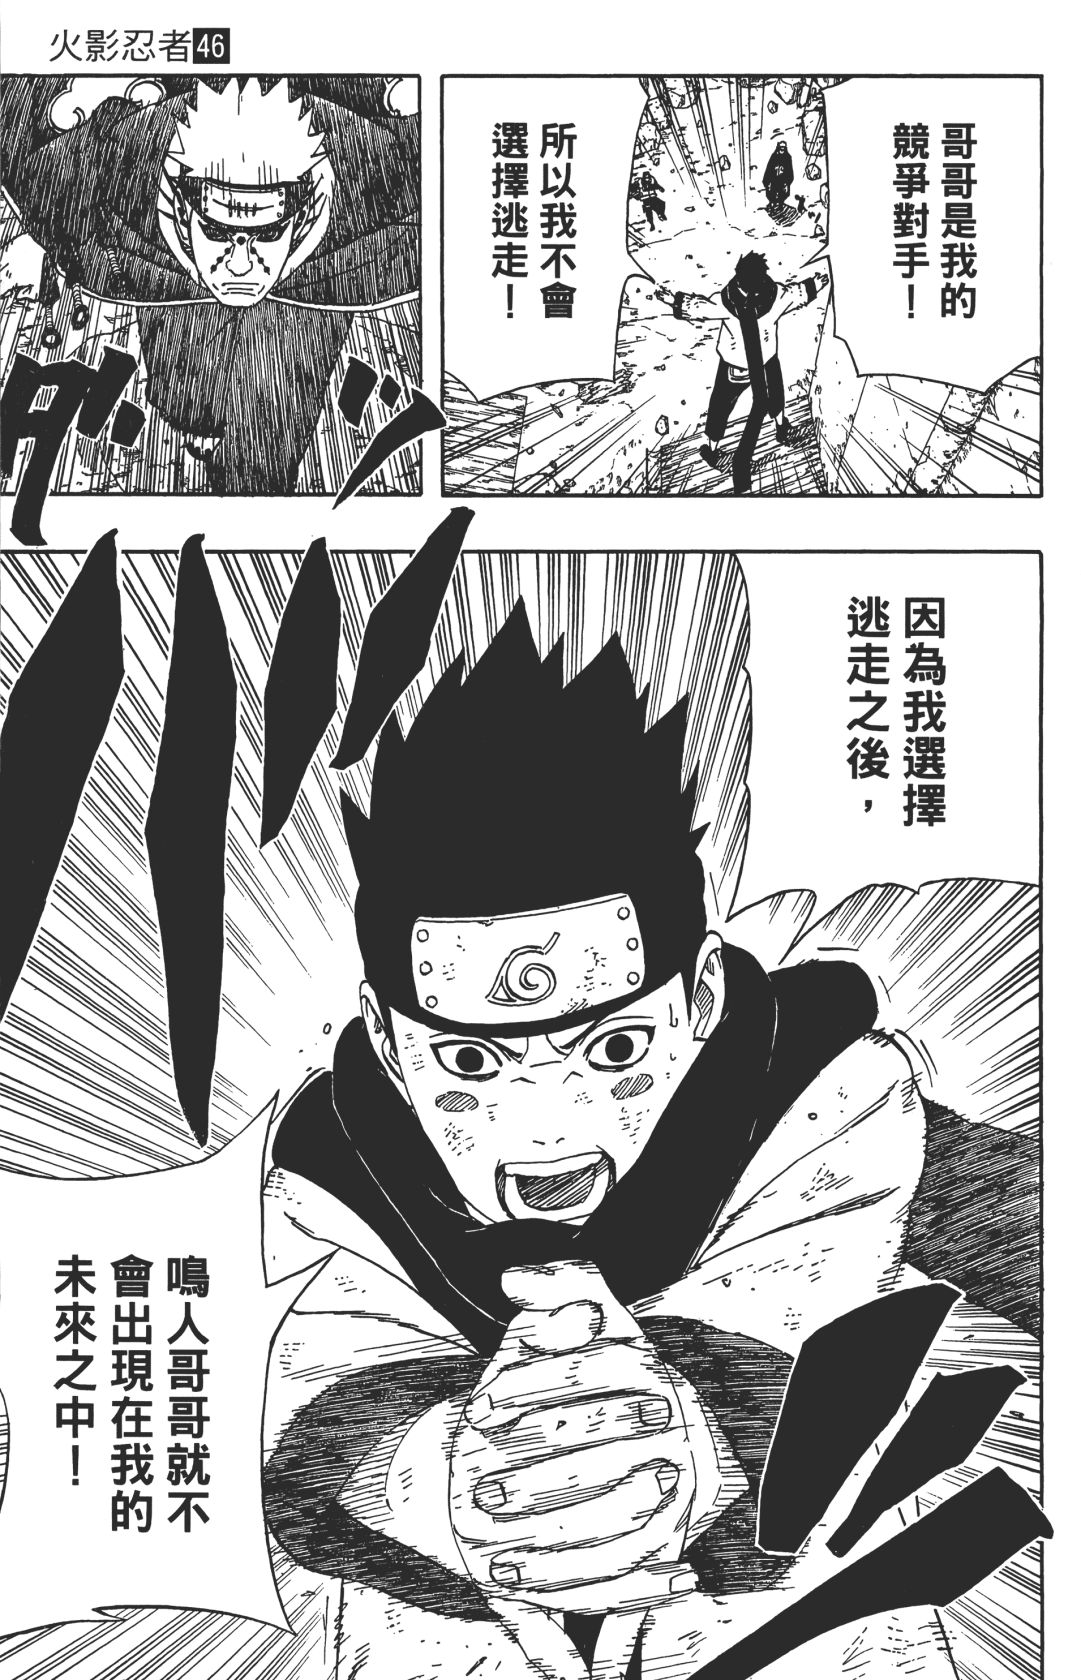 火影忍者46
哥哥是我的
競爭對手！
所以我不會
選擇逃走！
ダッ
因為我選擇
逃走之後，
鳴人哥哥就不
會出現在我的
未來之中！